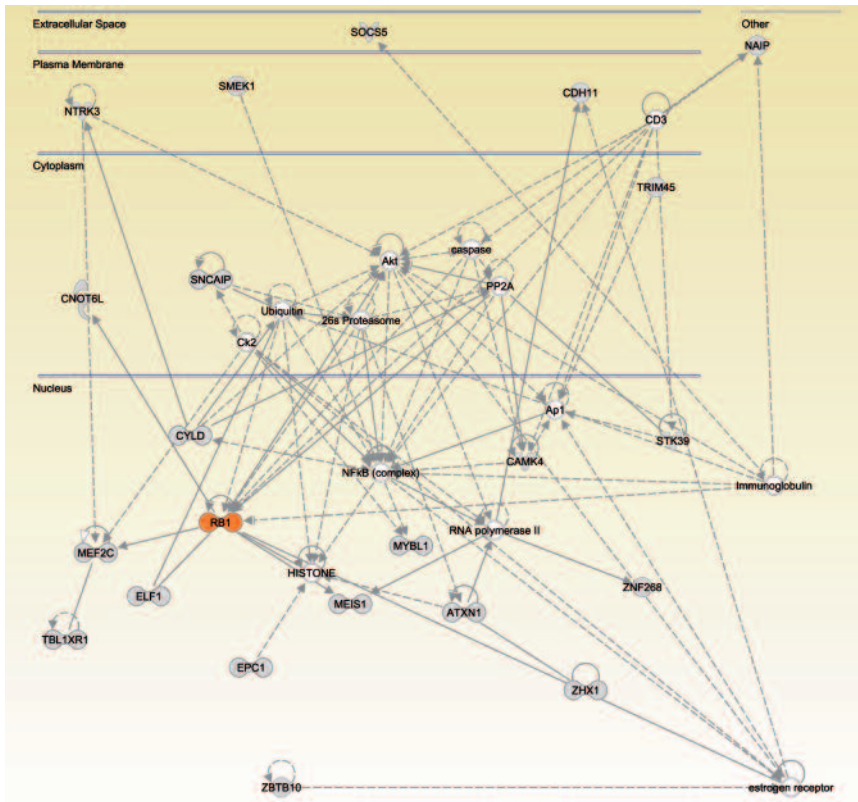 Extracellular Space
Other
SOCS5
NAIP
Plasma Membrane
SMEK1
CDH11
NTRK3
CD3
Cytoplasm
TRIM45
caspase
Akt
SNCAIP
PP2A
CNOT6L
Ubiquitin
26s Proteasome
Ck2
Nucleus
Ap1
CYLD
STK39
NFkB (complex)
CAMK4
Immunoglobulin
RB1
RNA polymerase II
MYBL1
MEF2C
HISTONE
ZNF268
ELF1
MEIS1
ATXN1
TBL1XR1
EPC1
ZHX1
ZBTB10
estrogen receptor